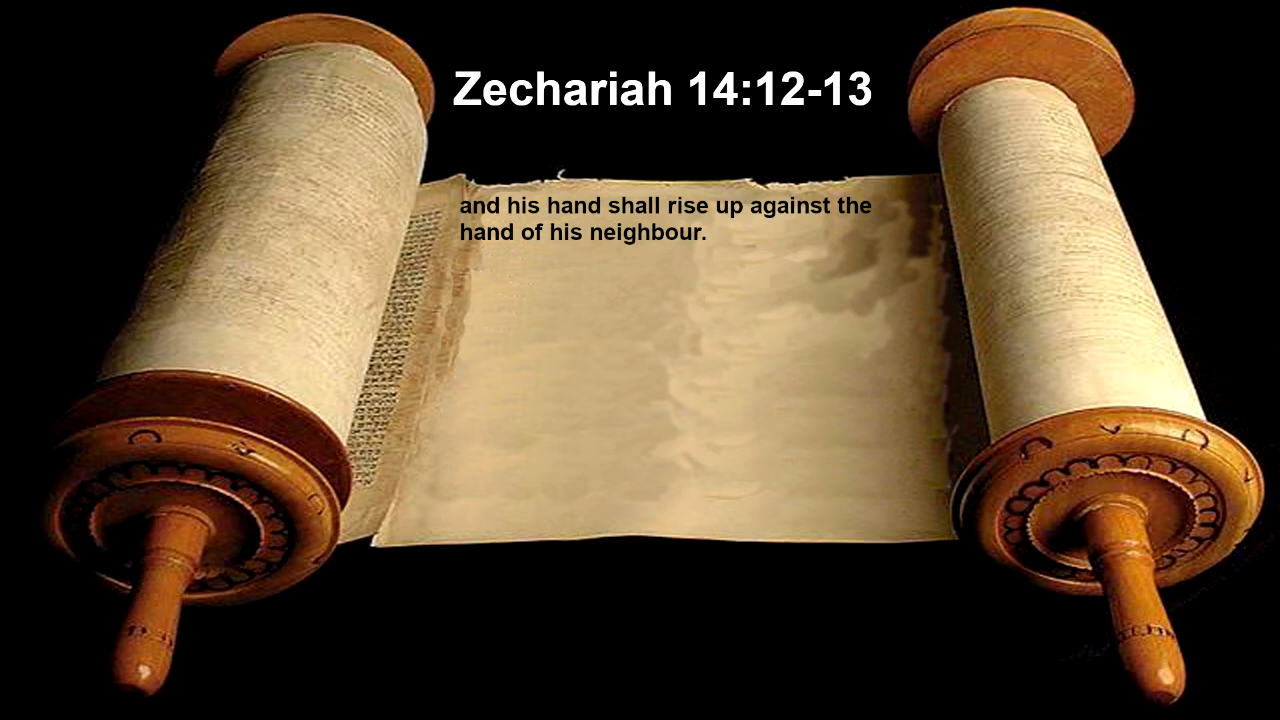 Zechariah 14:12-13
and his hand shall rise up against the
hand of his neighbour.